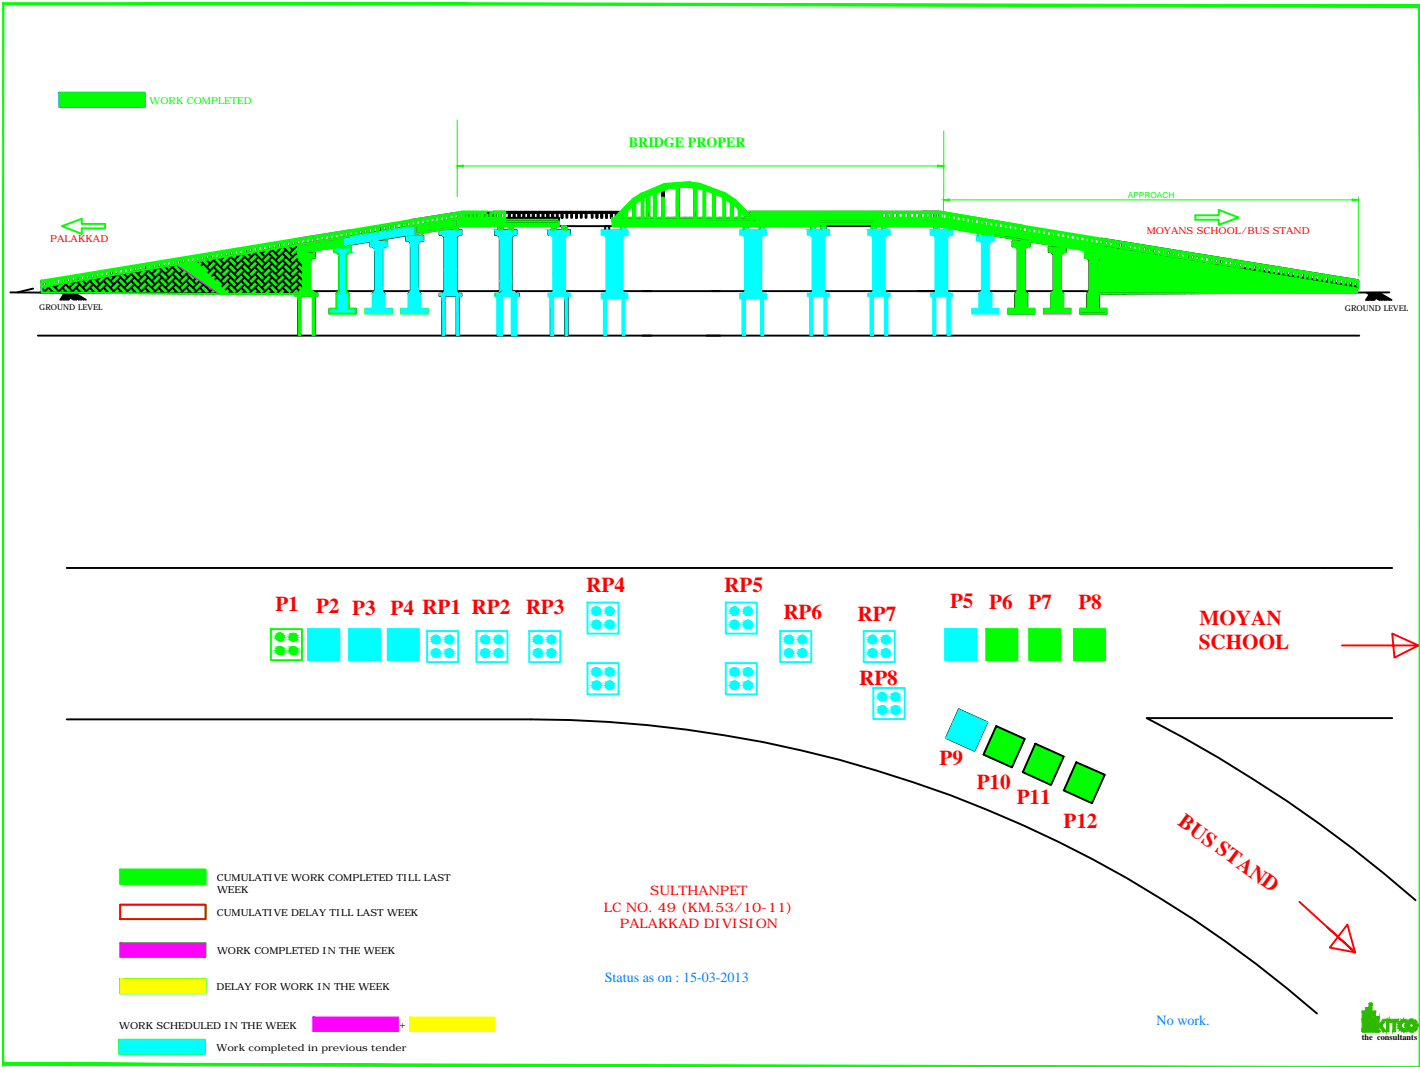 WORK COMPLETED
BRIDGE PROPER
APPROACH
PALAKKAD
MOYANS SCHOOL/BUS STAND
GROUND LEVEL
GROUND LEVEL
P1 P2 P3 P4 RP1 RP2 RP3 RP4 RP5 RP6 RP7 P5 P6 P7 P8
RP8
MOYAN
SCHOOL
P9
P10
P11
P12
BUS STAND
CUMULATIVE WORK COMPLETED TILL LAST
WEEK
CUMULATIVE DELAY TILL LAST WEEK
WORK COMPLETED IN THE WEEK
DELAY FOR WORK IN THE WEEK
WORK SCHEDULED IN THE WEEK +
Work completed in previous tender
SULTHANPET
LC NO. 49 (KM.53/10-11)
PALAKKAD DIVISION
Status as on : 15-03-2013
No work.
KITCO
the consultants